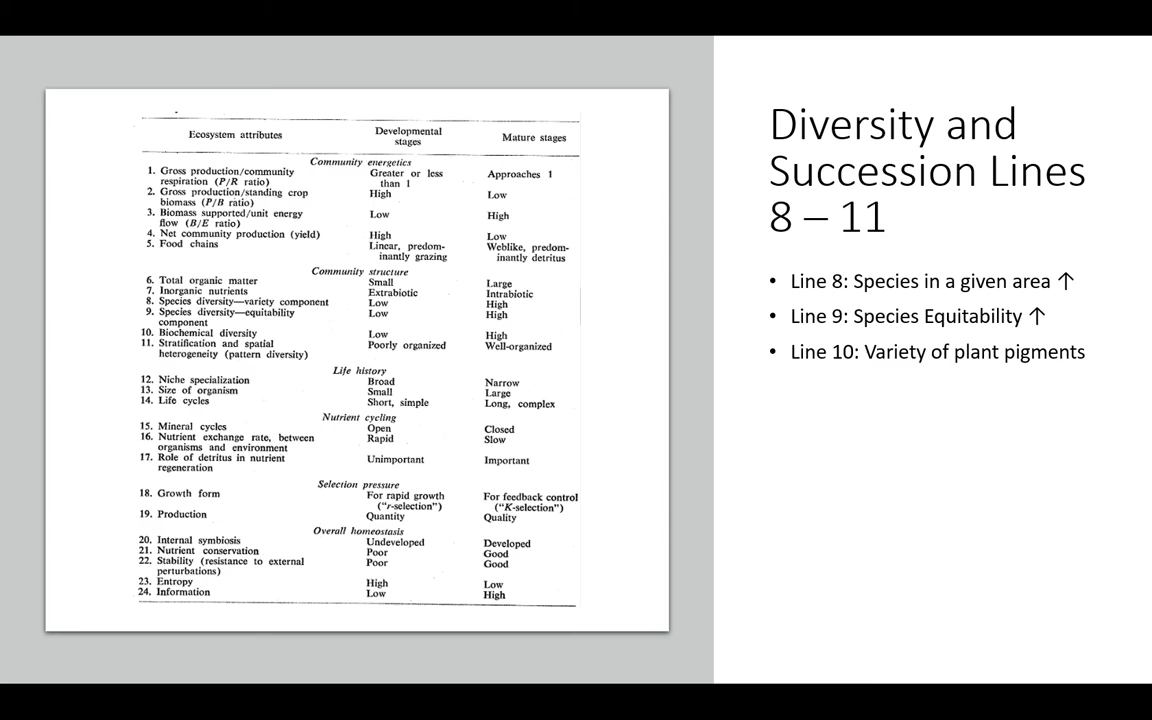 Ecosystem attributes Developmental stages Mature stages
Community energetics
1. Gross production/community respiration (P/R ratio) Greater or less than 1 Approaches 1
2. Gross production/standing crop biomass (P/B ratio) High Low
3. Biomass supported/unit energy flow (B/E ratio) Low High
4. Net community production (yield) High Low
5. Food chains Linear, predom-inantly grazing Weblike, predom-inantly detritus
Community structure
6. Total organic matter Small Large
7. Inorganic nutrients Extrabiotic Intrabiotic
8. Species diversity—variety component Low High
9. Species diversity—equitability component Low High
10. Biochemical diversity Low High
11. Stratification and spatial heterogeneity (pattern diversity) Poorly organized Well-organized
Life history
12. Niche specialization Broad Narrow
13. Size of organism Small Large
14. Life cycles Short, simple Long, complex
Nutrient cycling
15. Mineral cycles Open Closed
16. Nutrient exchange rate, between organisms and environment Rapid Slow
17. Role of detritus in nutrient regeneration Unimportant Important
Selection pressure
18. Growth form For rapid growth ("r-selection") For feedback control ("K-selection")
19. Production Quantity Quality
Overall homeostasis
20. Internal symbiosis Undeveloped Developed
21. Nutrient conservation Poor Good
22. Stability (resistance to external perturbations) Poor Good
23. Entropy High Low
24. Information Low High
Diversity and
Succession Lines
8 – 11
• Line 8: Species in a given area ↑
• Line 9: Species Equitability ↑
• Line 10: Variety of plant pigments